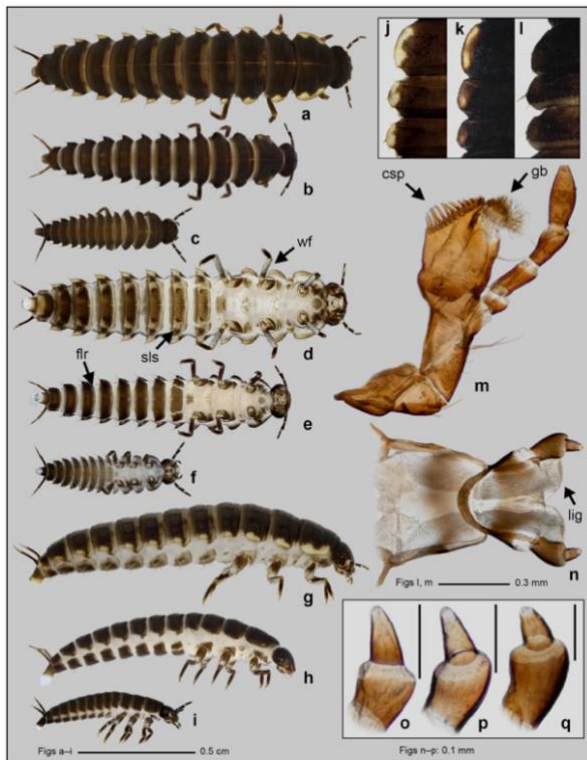 j
k
l
a
csp
gb
b
c
wf
d
m
sls
flr
e
f
lig
n
g
Figs l, m
0.3 mm
h
i
o
p
q
Figs a–i
0.5 cm
Figs n–p: 0.1 mm